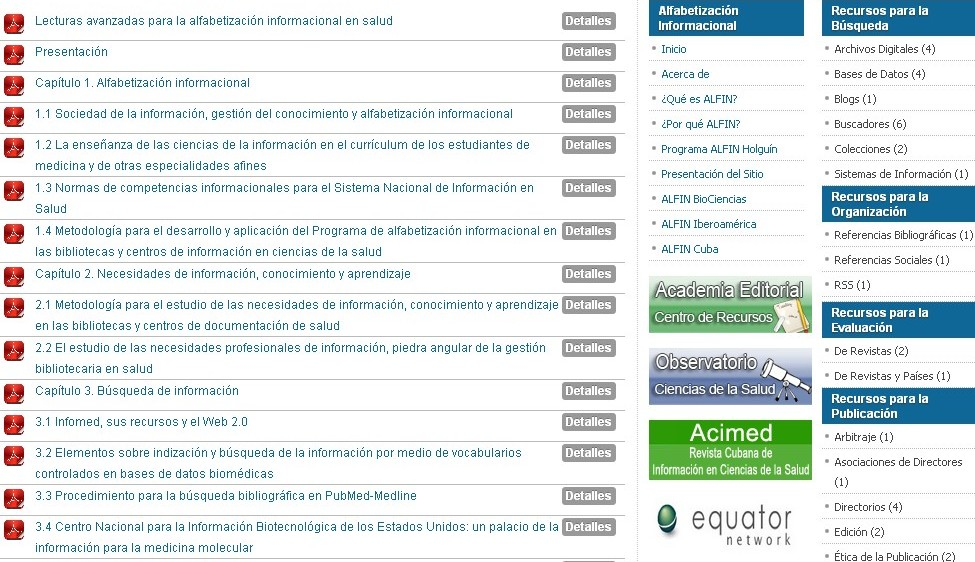 Lecturas avanzadas para la alfabetización informacional en salud
Detalles
Presentación
Detalles
Capítulo 1. Alfabetización informacional
Detalles
1.1 Sociedad de la información, gestión del conocimiento y alfabetización informacional
Detalles
1.2 La enseñanza de las ciencias de la información en el currículum de los estudiantes de
medicina y de otras especialidades afines
Detalles
1.3 Normas de competencias informacionales para el Sistema Nacional de Información en
Salud
Detalles
1.4 Metodología para el desarrollo y aplicación del Programa de alfabetización informacional en
las bibliotecas y centros de información en ciencias de la salud
Detalles
Capítulo 2. Necesidades de información, conocimiento y aprendizaje
Detalles
2.1 Metodología para el estudio de las necesidades de información, conocimiento y aprendizaje
en las bibliotecas y centros de documentación de salud
Detalles
2.2 El estudio de las necesidades profesionales de información, piedra angular de la gestión
bibliotecaria en salud
Detalles
Capítulo 3. Búsqueda de información
Detalles
3.1 Infomed, sus recursos y el Web 2.0
Detalles
3.2 Elementos sobre indización y búsqueda de la información por medio de vocabularios
controlados en bases de datos biomédicas
Detalles
3.3 Procedimiento para la búsqueda bibliográfica en PubMed-Medline
Detalles
3.4 Centro Nacional para la Información Biotecnológica de los Estados Unidos: un palacio de la
información para la medicina molecular
Detalles
Alfabetización
Informacional
Inicio
Acerca de
¿Qué es ALFIN?
¿Por qué ALFIN?
Programa ALFIN Holguín
Presentación del Sitio
ALFIN BioCiencias
ALFIN Iberoamérica
ALFIN Cuba
Academia Editorial
Centro de Recursos
Observatorio
Ciencias de la Salud
Acimed
Revista Cubana de
Información en Ciencias de la Salud
equator
network
Recursos para la
Búsqueda
Archivos Digitales (4)
Bases de Datos (4)
Blogs (1)
Buscadores (6)
Colecciones (2)
Sistemas de Información (1)
Recursos para la
Organización
Referencias Bibliográficas (1)
Referencias Sociales (1)
RSS (1)
Recursos para la
Evaluación
De Revistas (2)
De Revistas y Países (1)
Recursos para la
Publicación
Arbitraje (1)
Asociaciones de Directores
(1)
Directorios (4)
Edición (2)
Ética de la Publicación (2)